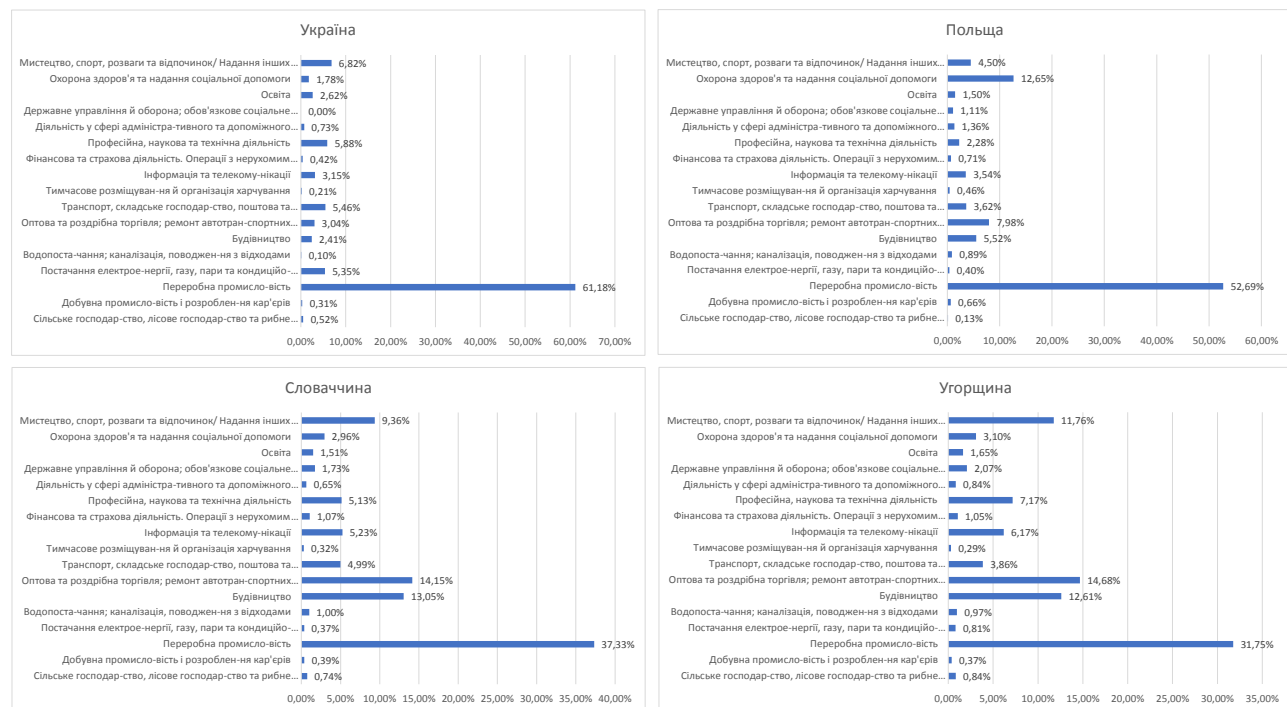 Україна
Мистецтво, спорт, розваги та відпочинок/ Надання інших… 6,82%
Охорона здоров'я та надання соціальної допомоги 1,78%
Освіта 2,62%
Державне управління й оборона; обов'язкове соціальне… 0,00%
Діяльність у сфері адміністра-тивного та допоміжного… 0,73%
Професійна, наукова та технічна діяльність 5,88%
Фінансова та страхова діяльність. Операції з нерухомим… 0,42%
Інформація та телекому-нікації 3,15%
Тимчасове розміщуван-ня й організація харчування 0,21%
Транспорт, складське господар-ство, поштова та… 5,46%
Оптова та роздрібна торгівля; ремонт автотран-спортних… 3,04%
Будівництво 2,41%
Водопоста-чання; каналізація, поводжен-ня з відходами 0,10%
Постачання електрое-нергії, газу, пари та кондиційо-… 5,35%
Переробна промисло-вість 61,18%
Добувна промисло-вість і розроблен-ня кар'єрів 0,31%
Сільське господар-ство, лісове господар-ство та рибне… 0,52%
0,00% 10,00% 20,00% 30,00% 40,00% 50,00% 60,00% 70,00%
Польща
Мистецтво, спорт, розваги та відпочинок/ Надання інших… 4,50%
Охорона здоров'я та надання соціальної допомоги 12,65%
Освіта 1,50%
Державне управління й оборона; обов'язкове соціальне… 1,11%
Діяльність у сфері адміністра-тивного та допоміжного… 1,36%
Професійна, наукова та технічна діяльність 2,28%
Фінансова та страхова діяльність. Операції з нерухомим… 0,71%
Інформація та телекому-нікації 3,54%
Тимчасове розміщуван-ня й організація харчування 0,46%
Транспорт, складське господар-ство, поштова та… 3,62%
Оптова та роздрібна торгівля; ремонт автотран-спортних… 7,98%
Будівництво 5,52%
Водопоста-чання; каналізація, поводжен-ня з відходами 0,89%
Постачання електрое-нергії, газу, пари та кондиційо-… 0,40%
Переробна промисло-вість 52,69%
Добувна промисло-вість і розроблен-ня кар'єрів 0,66%
Сільське господар-ство, лісове господар-ство та рибне… 0,13%
0,00% 10,00% 20,00% 30,00% 40,00% 50,00% 60,00%
Словаччина
Мистецтво, спорт, розваги та відпочинок/ Надання інших… 9,36%
Охорона здоров'я та надання соціальної допомоги 2,96%
Освіта 1,51%
Державне управління й оборона; обов'язкове соціальне… 1,73%
Діяльність у сфері адміністра-тивного та допоміжного… 0,65%
Професійна, наукова та технічна діяльність 5,13%
Фінансова та страхова діяльність. Операції з нерухомим… 1,07%
Інформація та телекому-нікації 5,23%
Тимчасове розміщуван-ня й організація харчування 0,32%
Транспорт, складське господар-ство, поштова та… 4,99%
Оптова та роздрібна торгівля; ремонт автотран-спортних… 14,15%
Будівництво 13,05%
Водопоста-чання; каналізація, поводжен-ня з відходами 1,00%
Постачання електрое-нергії, газу, пари та кондиційо-… 0,37%
Переробна промисло-вість 37,33%
Добувна промисло-вість і розроблен-ня кар'єрів 0,39%
Сільське господар-ство, лісове господар-ство та рибне… 0,74%
0,00% 5,00% 10,00% 15,00% 20,00% 25,00% 30,00% 35,00% 40,00%
Угорщина
Мистецтво, спорт, розваги та відпочинок/ Надання інших… 11,76%
Охорона здоров'я та надання соціальної допомоги 3,10%
Освіта 1,65%
Державне управління й оборона; обов'язкове соціальне… 2,07%
Діяльність у сфері адміністра-тивного та допоміжного… 0,84%
Професійна, наукова та технічна діяльність 7,17%
Фінансова та страхова діяльність. Операції з нерухомим… 1,05%
Інформація та телекому-нікації 6,17%
Тимчасове розміщуван-ня й організація харчування 0,29%
Транспорт, складське господар-ство, поштова та… 3,86%
Оптова та роздрібна торгівля; ремонт автотран-спортних… 14,68%
Будівництво 12,61%
Водопоста-чання; каналізація, поводжен-ня з відходами 0,97%
Постачання електрое-нергії, газу, пари та кондиційо-… 0,81%
Переробна промисло-вість 31,75%
Добувна промисло-вість і розроблен-ня кар'єрів 0,37%
Сільське господар-ство, лісове господар-ство та рибне… 0,84%
0,00% 5,00% 10,00% 15,00% 20,00% 25,00% 30,00% 35,00%